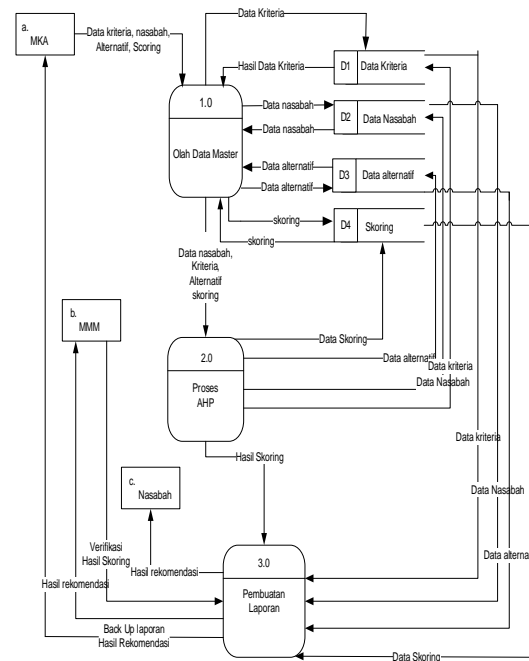 a.
MKA
Data kriteria, nasabah,
Alternatif, Scoring
Data Kriteria
Hasil Data Kriteria
D1 Data Kriteria
1.0
Olah Data Master
Data nasabah
Data nasabah
D2 Data Nasabah
Data alternatif
Data alternatif
D3 Data alternatif
skoring
skoring
D4 Skoring
Data nasabah,
Kriteria,
Alternatif
skoring
b.
MMM
2.0
Proses
AHP
Data Skoring
Data alternatif
Data kriteria
Data Nasabah
Hasil Skoring
Data kriteria
Data Nasabah
Data alterna
c.
Nasabah
Verifikasi
Hasil Skoring
Hasil rekomendasi
Hasil rekomendasi
3.0
Pembuatan
Laporan
Back Up laporan
Hasil Rekomendasi
Data Skoring